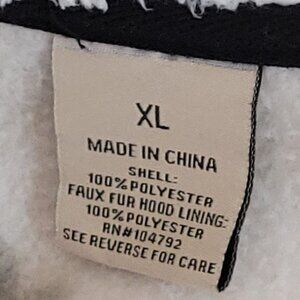 XL
MADE IN CHINA
SHELL:
100% POLYESTER
FAUX FUR HOOD LINING:
100% POLYESTER
RN#104792
SEE REVERSE FOR CARE